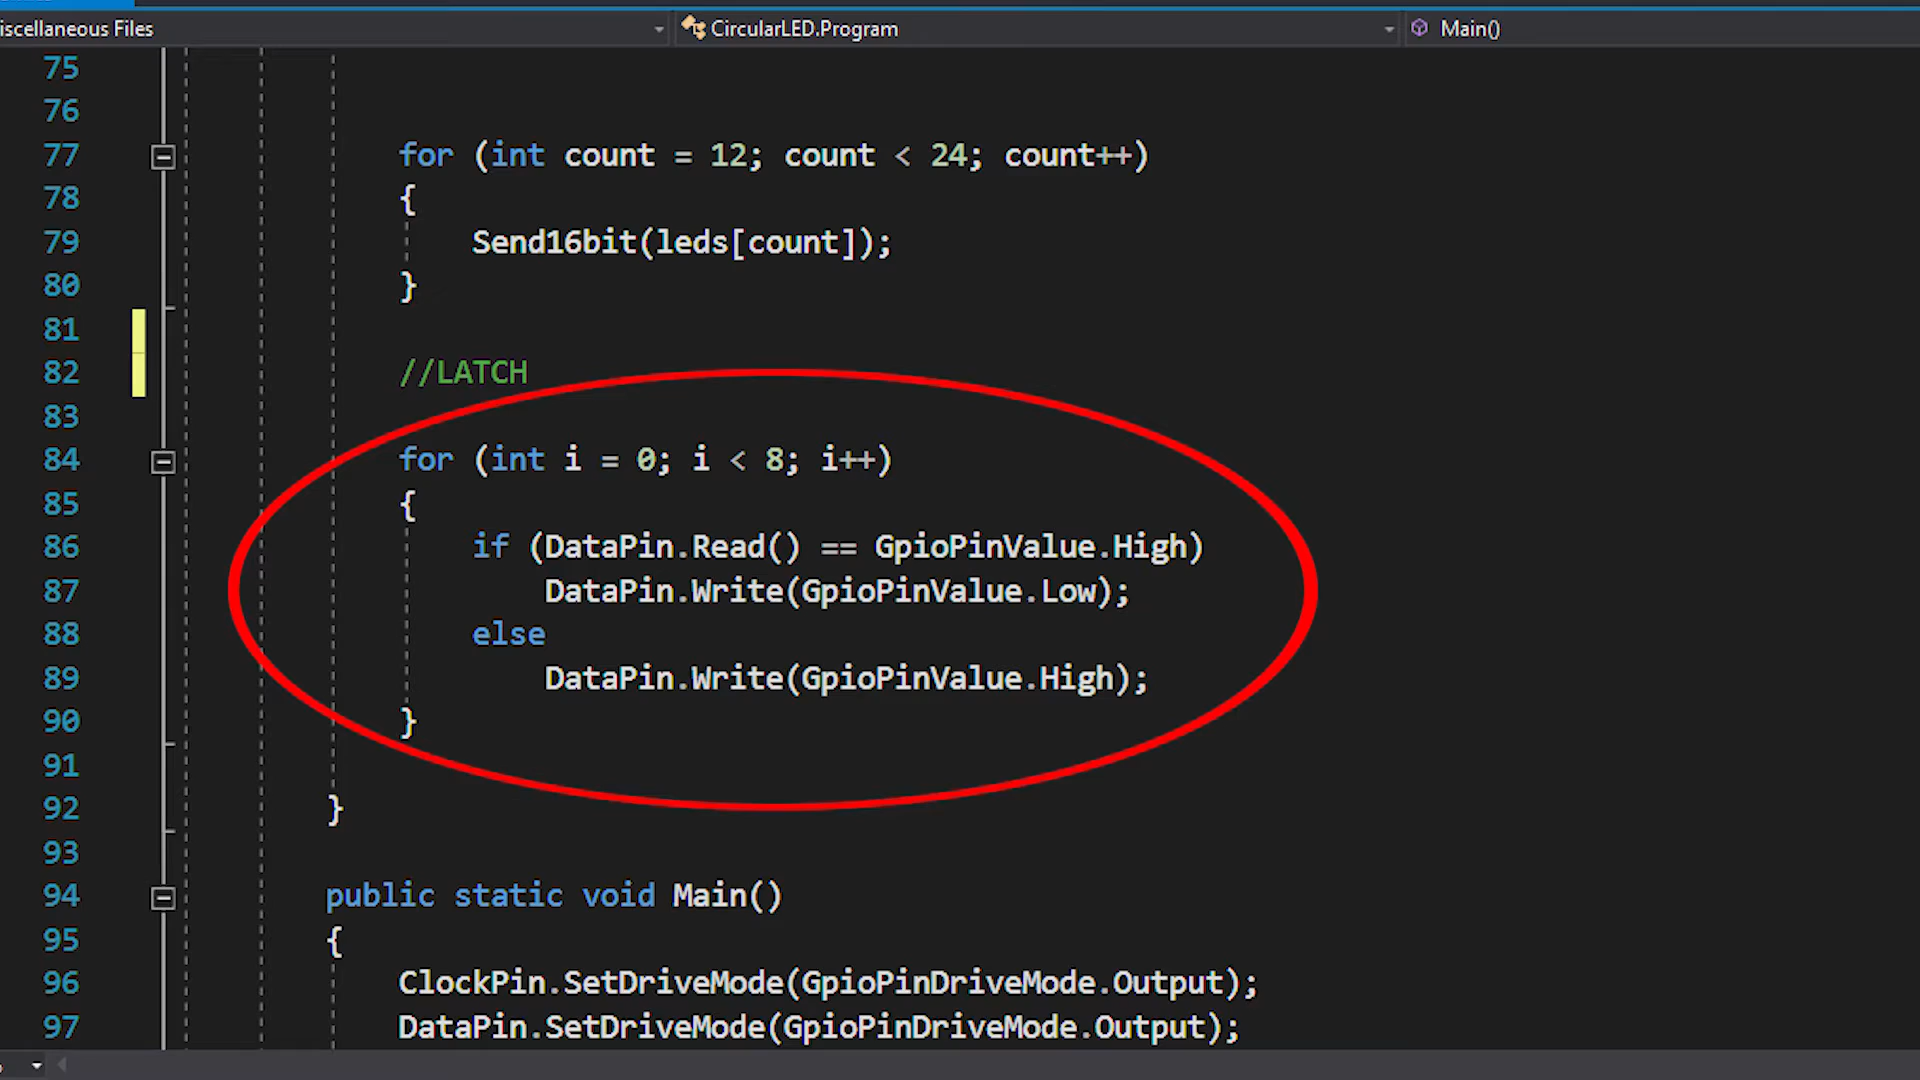 iscellaneous Files CircularLED.Program Main()
75
76
77 for (int count = 12; count < 24; count++)
78 {
79 Send16bit(leds[count]);
80 }
81
82 //LATCH
83
84 for (int i = 0; i < 8; i++)
85 {
86 if (DataPin.Read() == GpioPinValue.High)
87 DataPin.Write(GpioPinValue.Low);
88 else
89 DataPin.Write(GpioPinValue.High);
90 }
91
92 }
93
94 public static void Main()
95 {
96 ClockPin.SetDriveMode(GpioPinDriveMode.Output);
97 DataPin.SetDriveMode(GpioPinDriveMode.Output);